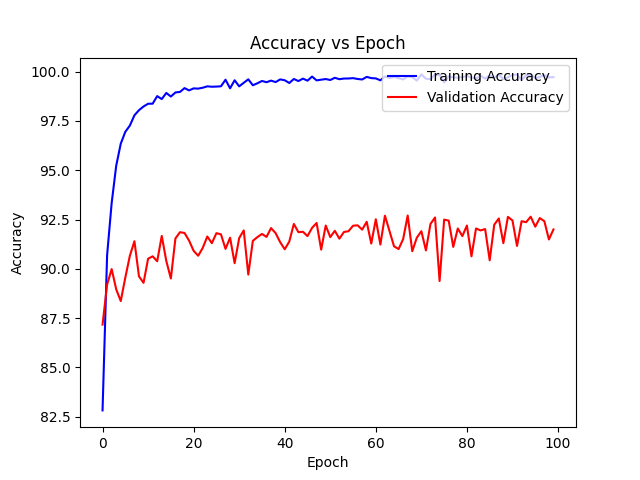 Accuracy vs Epoch
Training Accuracy
Validation Accuracy
100.0
97.5
95.0
92.5
90.0
87.5
85.0
82.5
Accuracy
0 20 40 60 80 100
Epoch